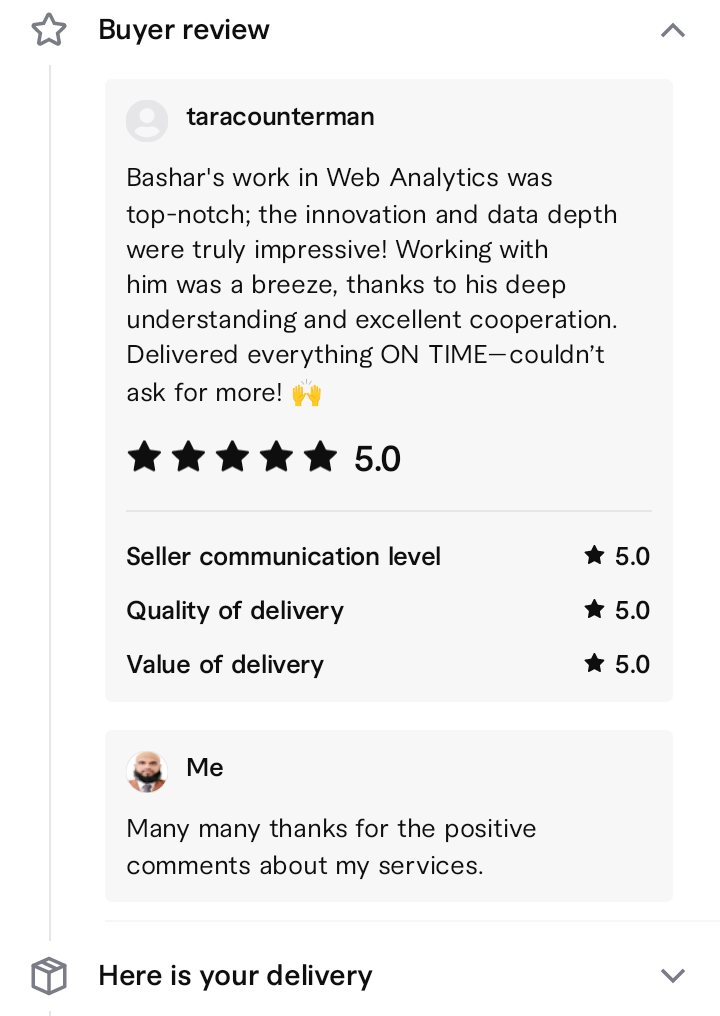 Buyer review
taracounterman
Bashar's work in Web Analytics was
top-notch; the innovation and data depth
were truly impressive! Working with
him was a breeze, thanks to his deep
understanding and excellent cooperation.
Delivered everything ON TIME—couldn’t
ask for more! 🙌
5.0
Seller communication level 5.0
Quality of delivery 5.0
Value of delivery 5.0
Me
Many many thanks for the positive
comments about my services.
Here is your delivery